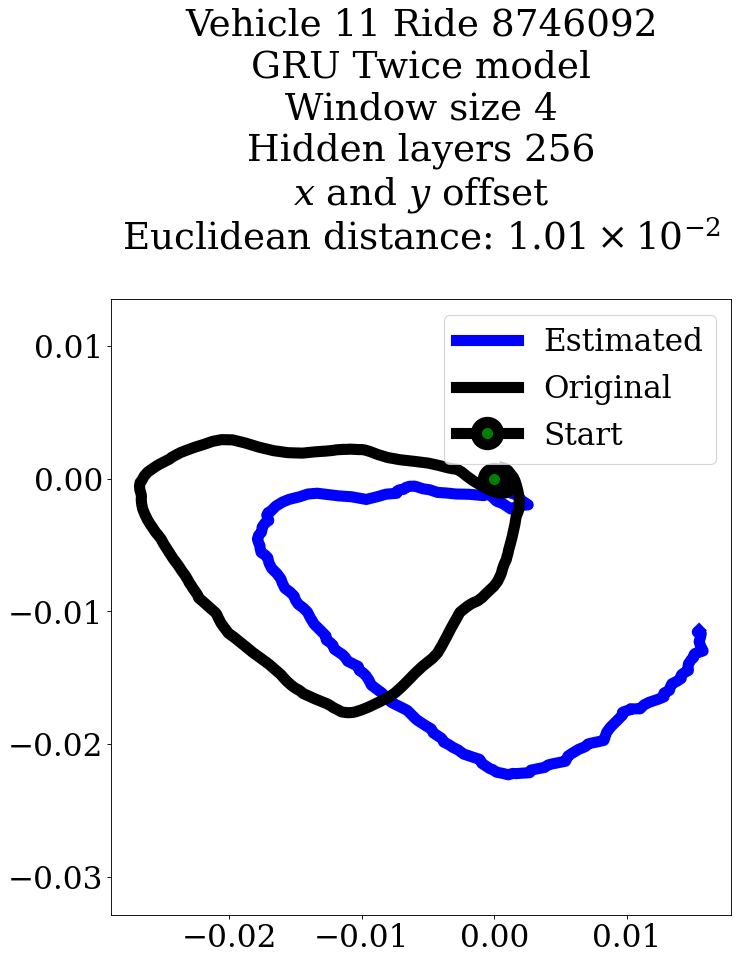 Vehicle 11 Ride 8746092
GRU Twice model
Window size 4
Hidden layers 256
x and y offset
Euclidean distance: 1.01 × 10⁻²
Estimated
Original
Start
0.01
0.00
−0.01
−0.02
−0.03
−0.02 −0.01 0.00 0.01